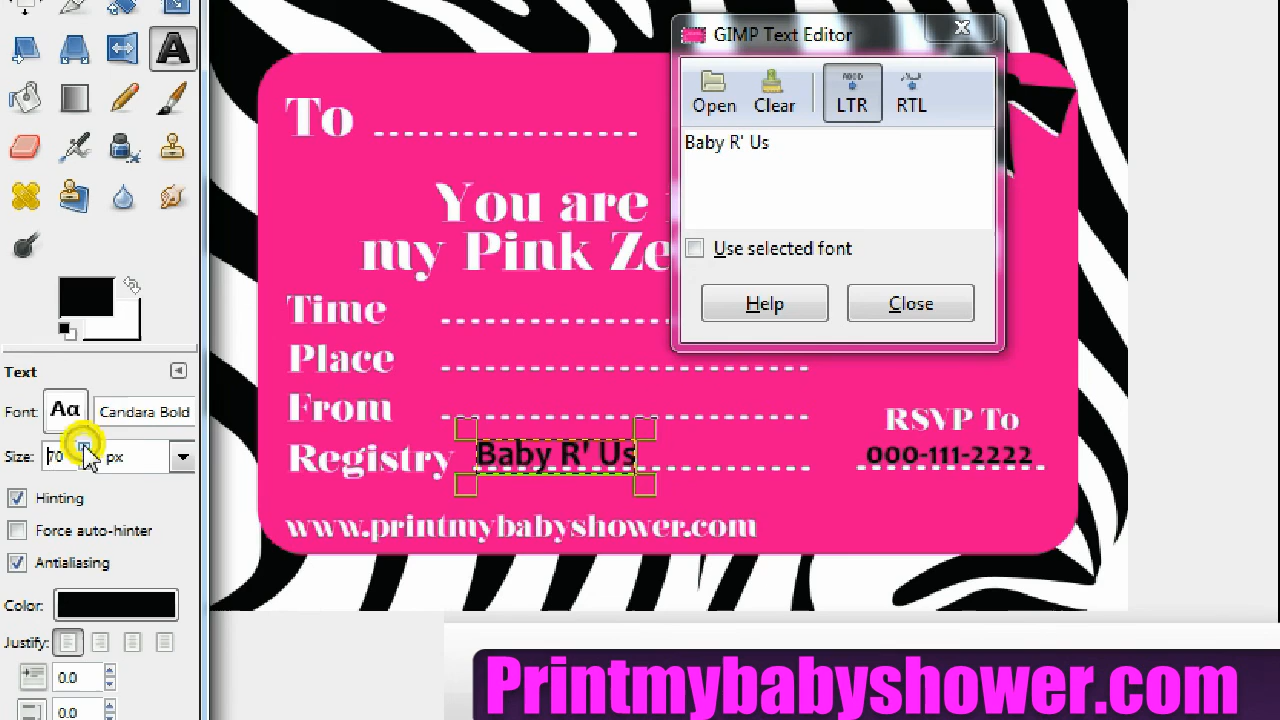 GIMP Text Editor
Open Clear LTR RTL
Baby R' Us
Use selected font
Help Close
To
You are
my Pink Ze
Time
Place
From
Registry Baby R' Us
RSVP To
000-111-2222
www.printmybabyshower.com
Text
Font: Aa Candara Bold
Size: 70 px
Hinting
Force auto-hinter
Antialiasing
Color:
Justify:
0.0
0.0
Printmybabyshower.com